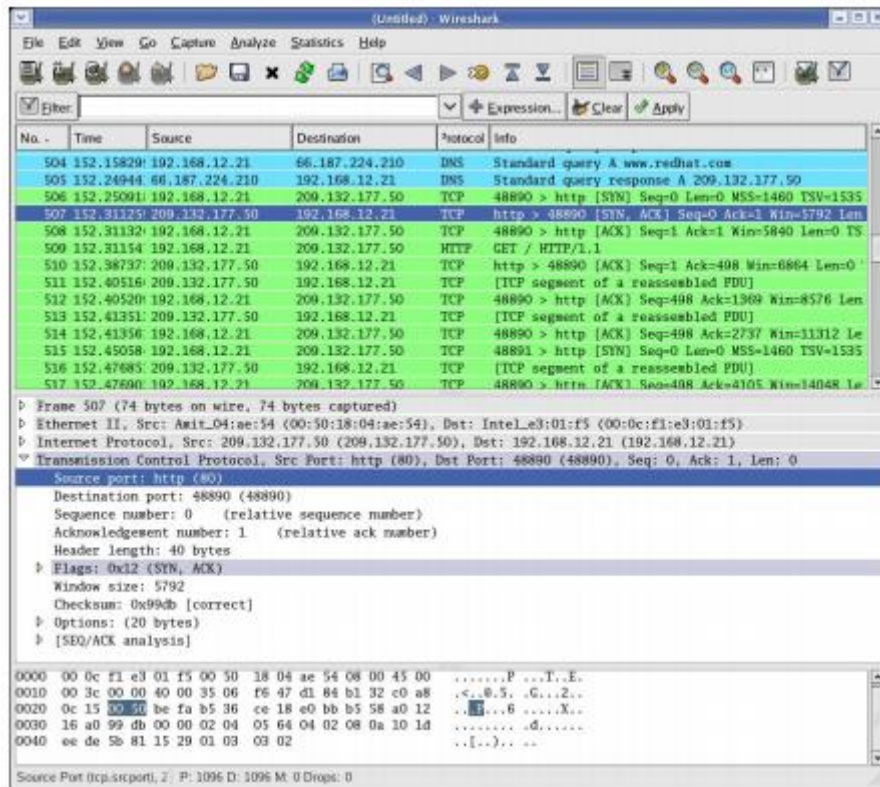 (Untitled) - Wireshark
File Edit View Go Capture Analyze Statistics Help
Filter: Expression... Clear Apply
No. - Time Source Destination Protocol Info
504 152.15829 192.168.12.21 66.187.224.210 DNS Standard query A www.redhat.com
505 152.24944 66.187.224.210 192.168.12.21 DNS Standard query response A 209.132.177.50
506 152.25091 192.168.12.21 209.132.177.50 TCP 48890 > http [SYN] Seq=0 Len=0 MSS=1460 TSV=1535
507 152.31125 209.132.177.50 192.168.12.21 TCP http > 48890 [SYN, ACK] Seq=0 Ack=1 Win=5792 Len
508 152.31132 192.168.12.21 209.132.177.50 TCP 48890 > http [ACK] Seq=1 Ack=1 Win=5840 Len=0 TS
509 152.31154 192.168.12.21 209.132.177.50 HTTP GET / HTTP/1.1
510 152.38737 209.132.177.50 192.168.12.21 TCP http > 48890 [ACK] Seq=1 Ack=498 Win=6864 Len=0
511 152.40516 209.132.177.50 192.168.12.21 TCP [TCP segment of a reassembled PDU]
512 152.40520 192.168.12.21 209.132.177.50 TCP 48890 > http [ACK] Seq=498 Ack=1369 Win=8576 Len
513 152.41351 209.132.177.50 192.168.12.21 TCP [TCP segment of a reassembled PDU]
514 152.41356 192.168.12.21 209.132.177.50 TCP 48890 > http [ACK] Seq=498 Ack=2737 Win=11312 Le
515 152.45058 192.168.12.21 209.132.177.50 TCP 48891 > http [SYN] Seq=0 Len=0 MSS=1460 TSV=1535
516 152.47685 209.132.177.50 192.168.12.21 TCP [TCP segment of a reassembled PDU]
517 152.47690 192.168.12.21 209.132.177.50 TCP 48890 > http [ACK] Seq=498 Ack=4105 Win=14048 Le
Frame 507 (74 bytes on wire, 74 bytes captured)
Ethernet II, Src: Amit_04:ae:54 (00:50:18:04:ae:54), Dst: Intel_e3:01:f5 (00:0c:f1:e3:01:f5)
Internet Protocol, Src: 209.132.177.50 (209.132.177.50), Dst: 192.168.12.21 (192.168.12.21)
Transmission Control Protocol, Src Port: http (80), Dst Port: 48890 (48890), Seq: 0, Ack: 1, Len: 0
Source port: http (80)
Destination port: 48890 (48890)
Sequence number: 0 (relative sequence number)
Acknowledgement number: 1 (relative ack number)
Header length: 40 bytes
Flags: 0x12 (SYN, ACK)
Window size: 5792
Checksum: 0x99db [correct]
Options: (20 bytes)
[SEQ/ACK analysis]
0000 00 0c f1 e3 01 f5 00 50 18 04 ae 54 08 00 45 00 .......P ...T..E.
0010 00 3c 00 00 40 00 35 06 f6 47 d1 84 b1 32 c0 a8 .<..@.5. .G...2..
0020 0c 15 00 50 be fa b5 36 ce 18 e0 bb b5 58 a0 12 ...P...6 .....X..
0030 16 a0 99 db 00 00 02 04 05 64 04 02 08 0a 10 1d ........ .d......
0040 ee de 5b 81 15 29 01 03 03 02 ..[..).. ..
Source Port (tcp.srcport), 2 P: 1096 D: 1096 M: 0 Drops: 0